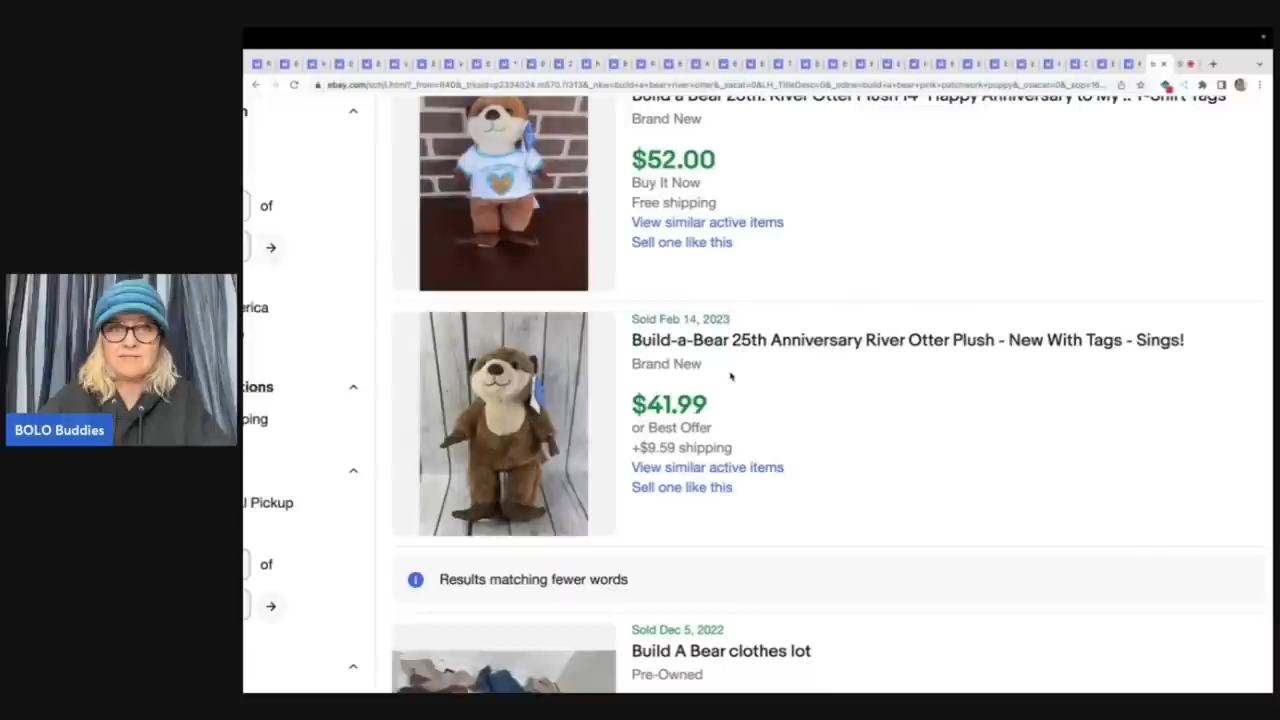 Build a Bear 25th. River Otter Plush 14" Happy Anniversary to My .. T-Shirt Tags
Brand New
$52.00
Buy It Now
Free shipping
View similar active items
Sell one like this
of
erica
tions
ping
l Pickup
of
Sold Feb 14, 2023
Build-a-Bear 25th Anniversary River Otter Plush - New With Tags - Sings!
Brand New
$41.99
or Best Offer
+$9.59 shipping
View similar active items
Sell one like this
Results matching fewer words
Sold Dec 5, 2022
Build A Bear clothes lot
Pre-Owned
BOLO Buddies